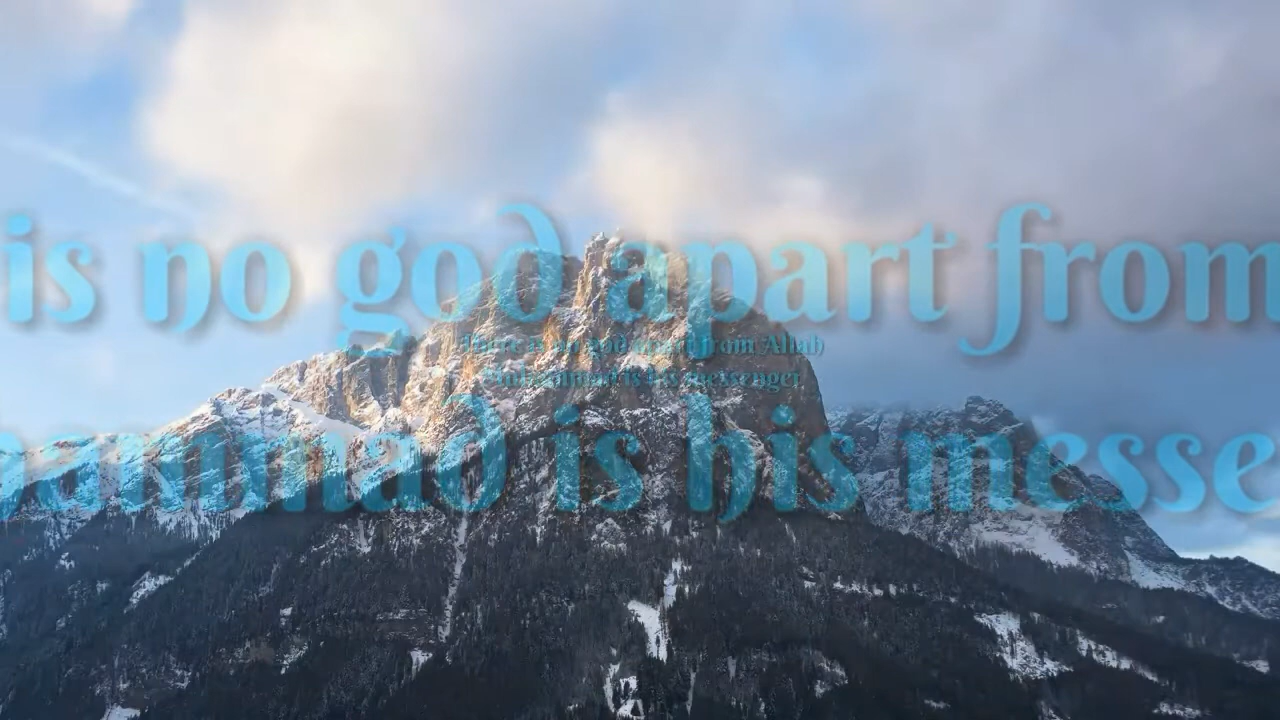 is no god apart from
There is no god apart from Allah
Muhammad is his messenger
ammad is his messe